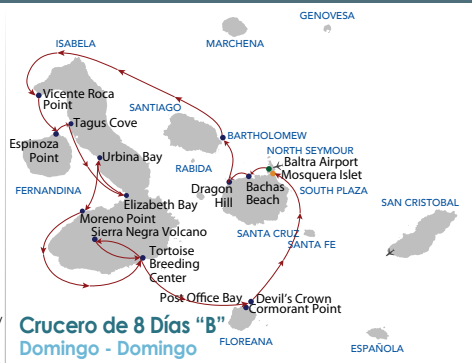 GENOVESA
ISABELA
MARCHENA
Vicente Roca
Point
SANTIAGO
Tagus Cove
BARTHOLOMEW
Espinoza
Point
NORTH SEYMOUR
Baltra Airport
Mosquera Islet
Urbina Bay
RABIDA
Dragon
Hill
Bachas
Beach
SOUTH PLAZA
FERNANDINA
Elizabeth Bay
SAN CRISTOBAL
Moreno Point
Sierra Negra Volcano
SANTA CRUZ
SANTA FE
Tortoise
Breeding
Center
Post Office Bay
Devil's Crown
Cormorant Point
FLOREANA
ESPAÑOLA
Crucero de 8 Días “B”
Domingo - Domingo